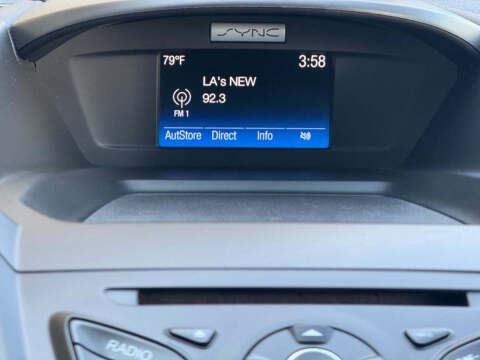 SYNC
79°F 3:58
LA's NEW
92.3
FM 1
AutStore Direct Info
RADIO